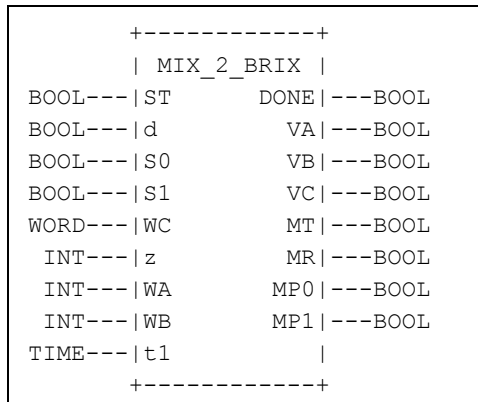 +------------+
| MIX_2_BRIX |
BOOL---|ST DONE|---BOOL
BOOL---|d VA|---BOOL
BOOL---|S0 VB|---BOOL
BOOL---|S1 VC|---BOOL
WORD---|WC MT|---BOOL
INT---|z MR|---BOOL
INT---|WA MP0|---BOOL
INT---|WB MP1|---BOOL
TIME---|t1 |
+------------+